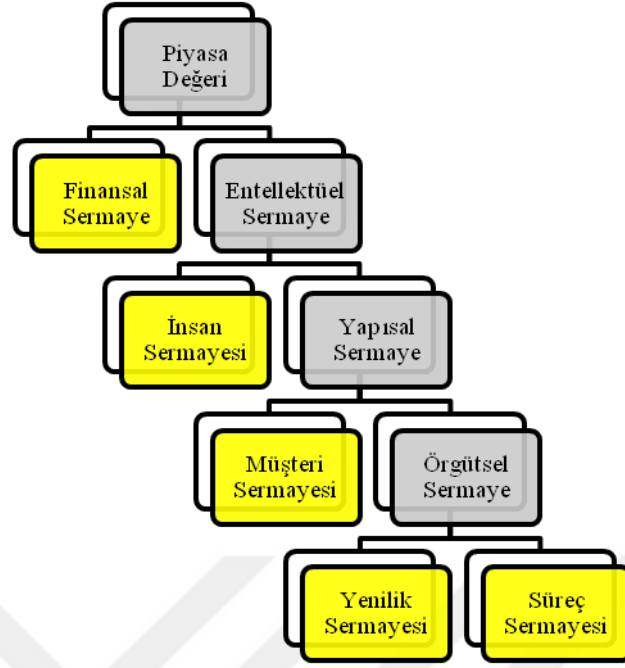 Piyasa
Değeri
Finansal
Sermaye
Entellektüel
Sermaye
İnsan
Sermayesi
Yapısal
Sermaye
Müşteri
Sermayesi
Örgütsel
Sermaye
Yenilik
Sermayesi
Süreç
Sermayesi